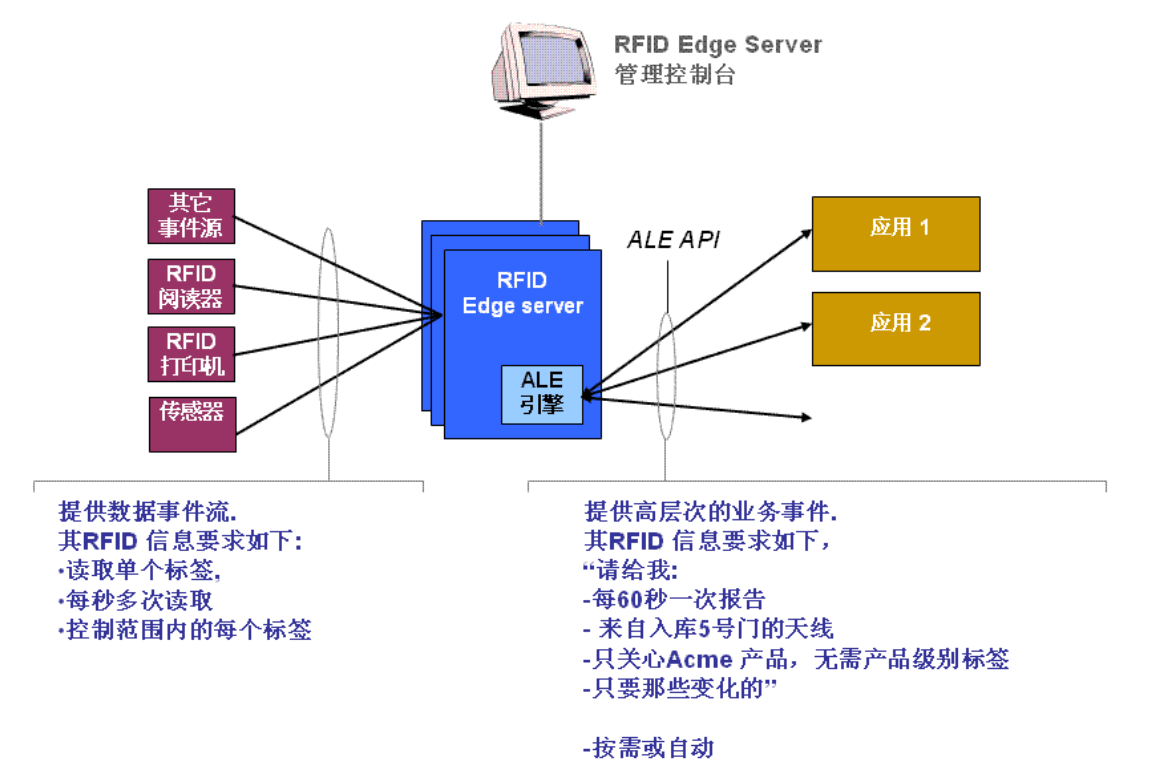 RFID Edge Server
管理控制台
其它
事件源
RFID
阅读器
RFID
打印机
传感器
RFID
Edge server
ALE
引擎
ALE API
应用 1
应用 2
提供数据事件流.
其RFID 信息要求如下:
·读取单个标签,
·每秒多次读取
·控制范围内的每个标签
提供高层次的业务事件.
其RFID 信息要求如下，
“请给我:
-每60秒一次报告
- 来自入库5号门的天线
-只关心Acme 产品，无需产品级别标签
-只要那些变化的”
-按需或自动